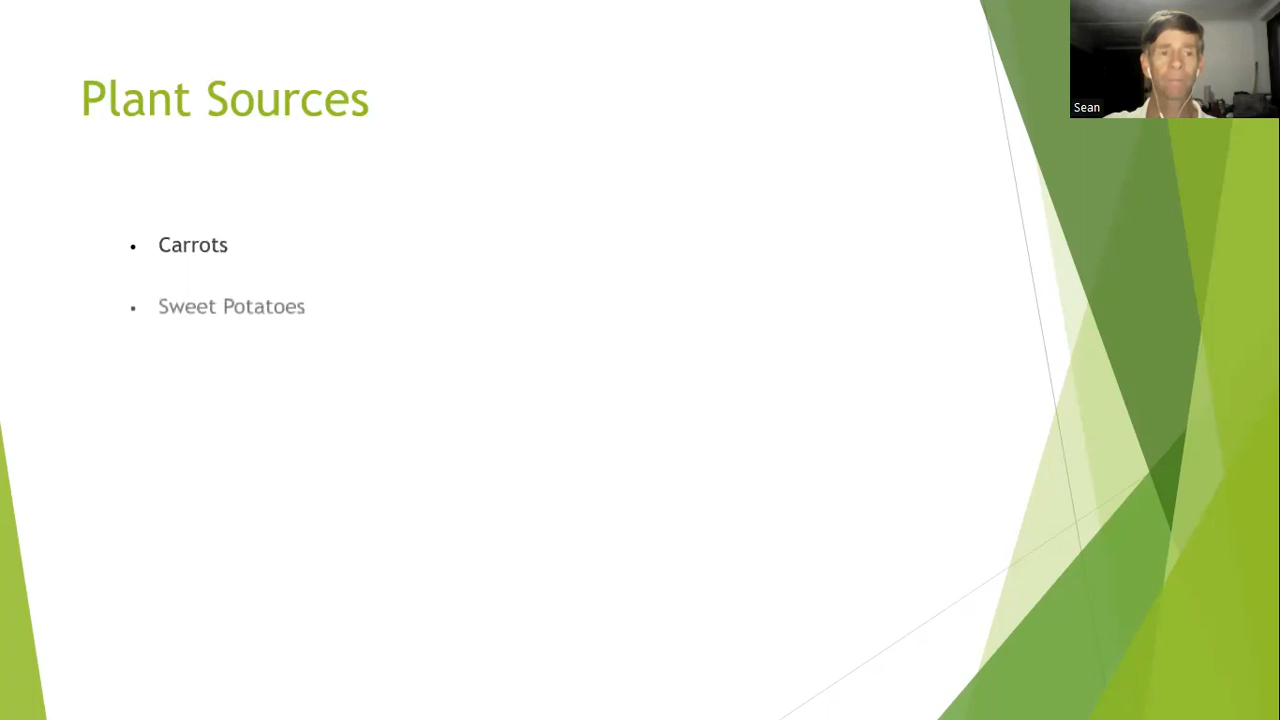 Plant Sources
Sean
• Carrots
• Sweet Potatoes